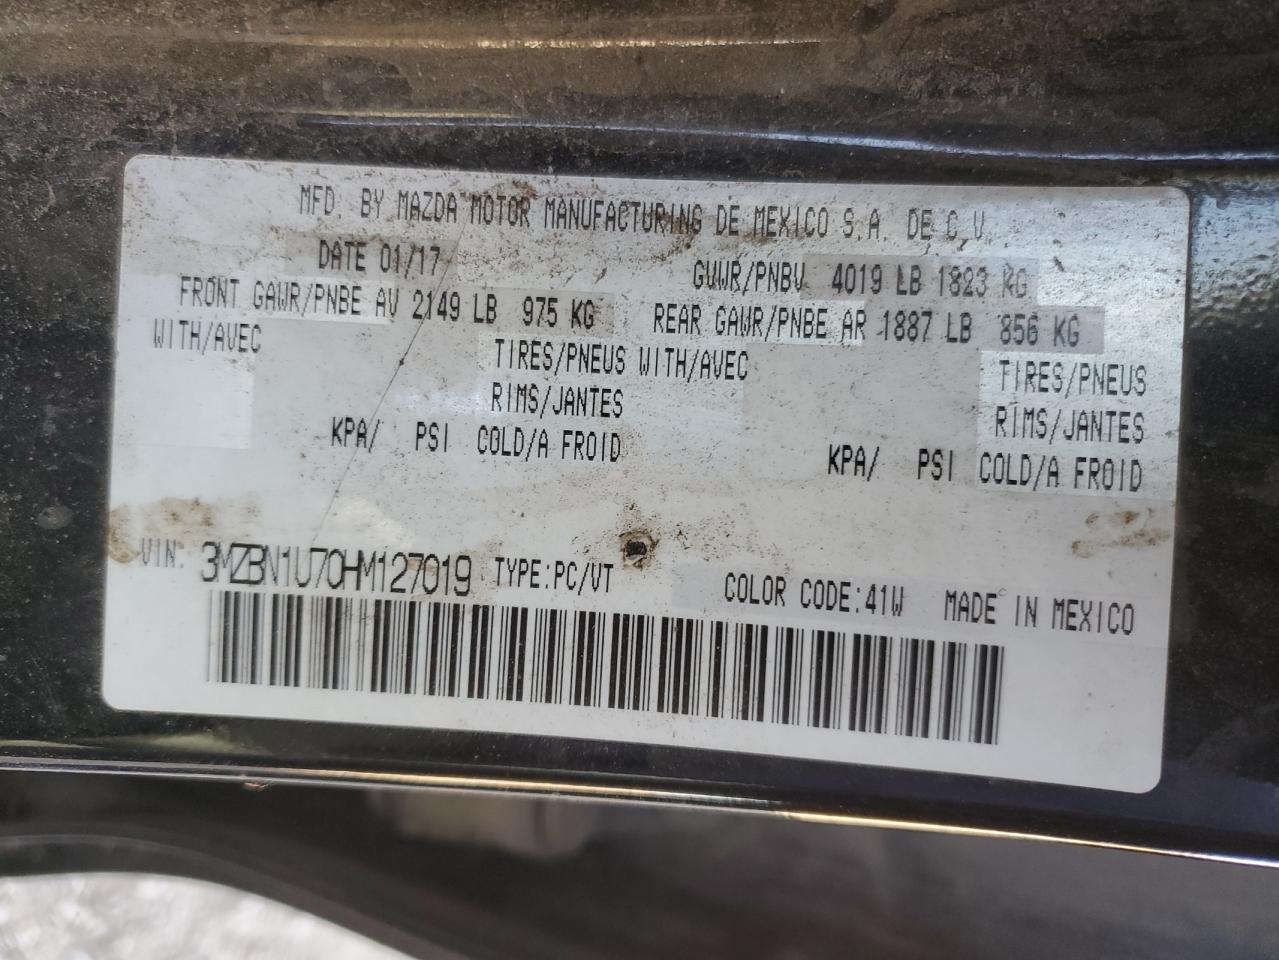 MFD. BY MAZDA MOTOR MANUFACTURING DE MEXICO S.A. DE C.V.
DATE 01/17 GVWR/PNBV 4019 LB 1823 KG
FRONT GAWR/PNBE AV 2149 LB 975 KG REAR GAWR/PNBE AR 1887 LB 856 KG
WITH/AVEC TIRES/PNEUS WITH/AVEC TIRES/PNEUS
RIMS/JANTES RIMS/JANTES
KPA/ PSI COLD/A FROID KPA/ PSI COLD/A FROID
VIN: 3MZBN1U70HM127019 TYPE:PC/VT COLOR CODE:41W MADE IN MEXICO